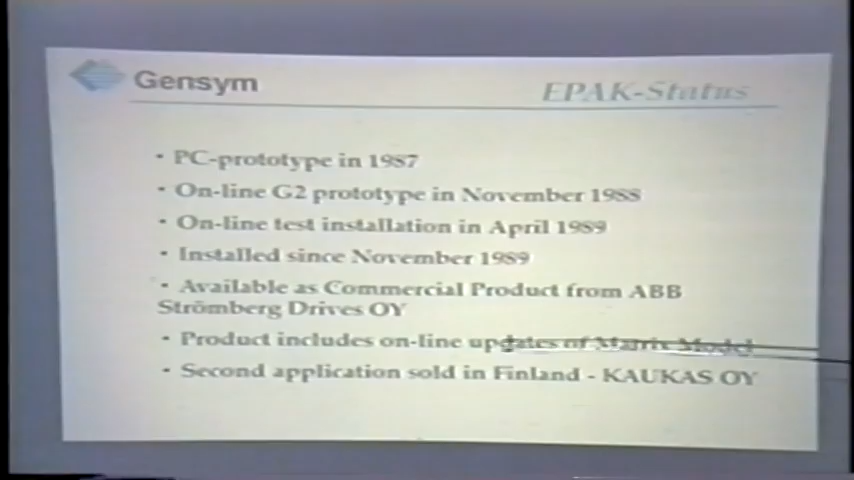 Gensym
EPAK-Status
• PC-prototype in 1987
• On-line G2 prototype in November 1988
• On-line test installation in April 1989
• Installed since November 1989
• Available as Commercial Product from ABB
Strömberg Drives OY
• Product includes on-line updates of Matrix Model
• Second application sold in Finland - KAUKAS OY